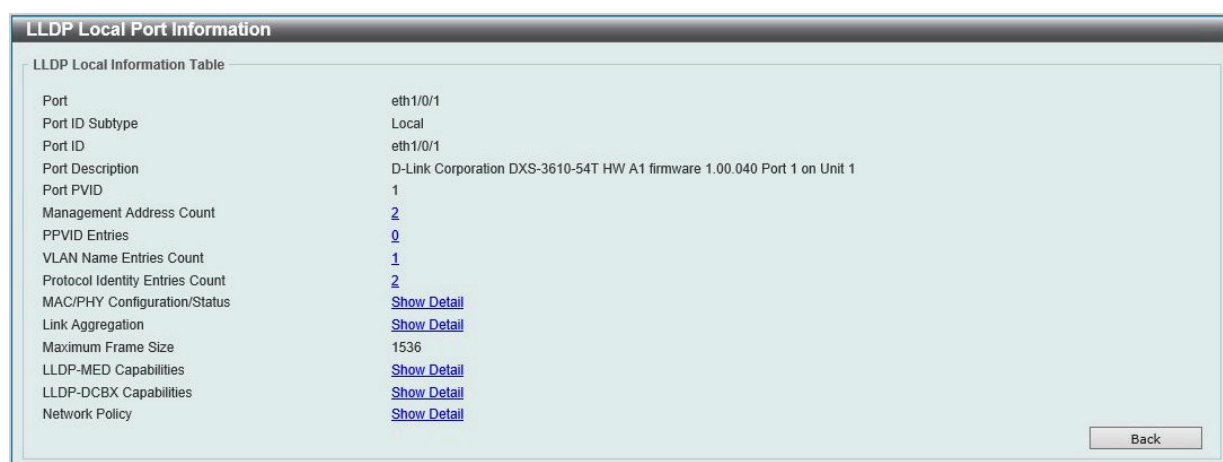 LLDP Local Port Information
LLDP Local Information Table
Port eth1/0/1
Port ID Subtype Local
Port ID eth1/0/1
Port Description D-Link Corporation DXS-3610-54T HW A1 firmware 1.00.040 Port 1 on Unit 1
Port PVID 1
Management Address Count 2
PPVID Entries 0
VLAN Name Entries Count 1
Protocol Identity Entries Count 2
MAC/PHY Configuration/Status Show Detail
Link Aggregation Show Detail
Maximum Frame Size 1536
LLDP-MED Capabilities Show Detail
LLDP-DCBX Capabilities Show Detail
Network Policy Show Detail
Back